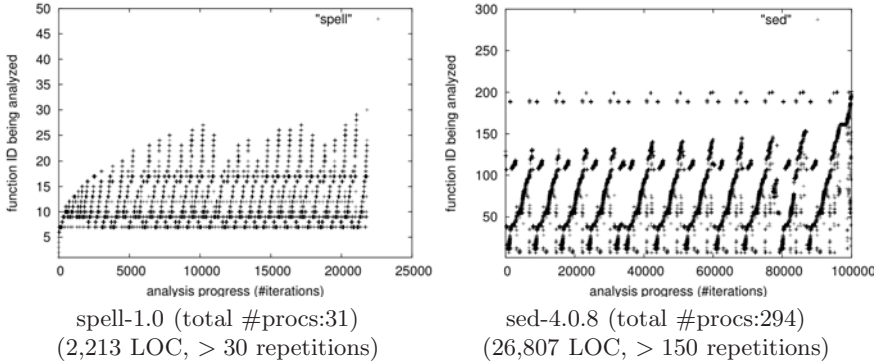 50
45
40
35
30
25
20
15
10
5
function ID being analyzed
"spell"
0
5000
10000
15000
20000
25000
analysis progress (#iterations)
spell-1.0 (total #procs:31)
(2,213 LOC, > 30 repetitions)
300
250
200
150
100
50
function ID being analyzed
"sed"
0
20000
40000
60000
80000
100000
analysis progress (#iterations)
sed-4.0.8 (total #procs:294)
(26,807 LOC, > 150 repetitions)